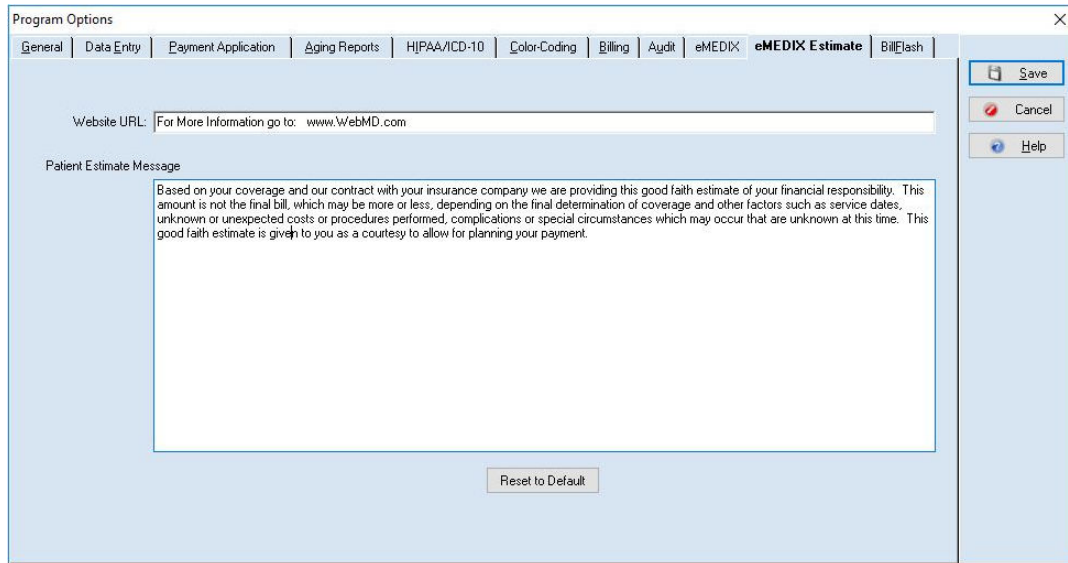 Program Options
General Data Entry Payment Application Aging Reports HIPAA/ICD-10 Color-Coding Billing Audit eMEDIX eMEDIX Estimate BillFlash
Save
Cancel
Help
Website URL: For More Information go to: www.WebMD.com
Patient Estimate Message
Based on your coverage and our contract with your insurance company we are providing this good faith estimate of your financial responsibility. This
amount is not the final bill, which may be more or less, depending on the final determination of coverage and other factors such as service dates,
unknown or unexpected costs or procedures performed, complications or special circumstances which may occur that are unknown at this time. This
good faith estimate is given to you as a courtesy to allow for planning your payment.
Reset to Default